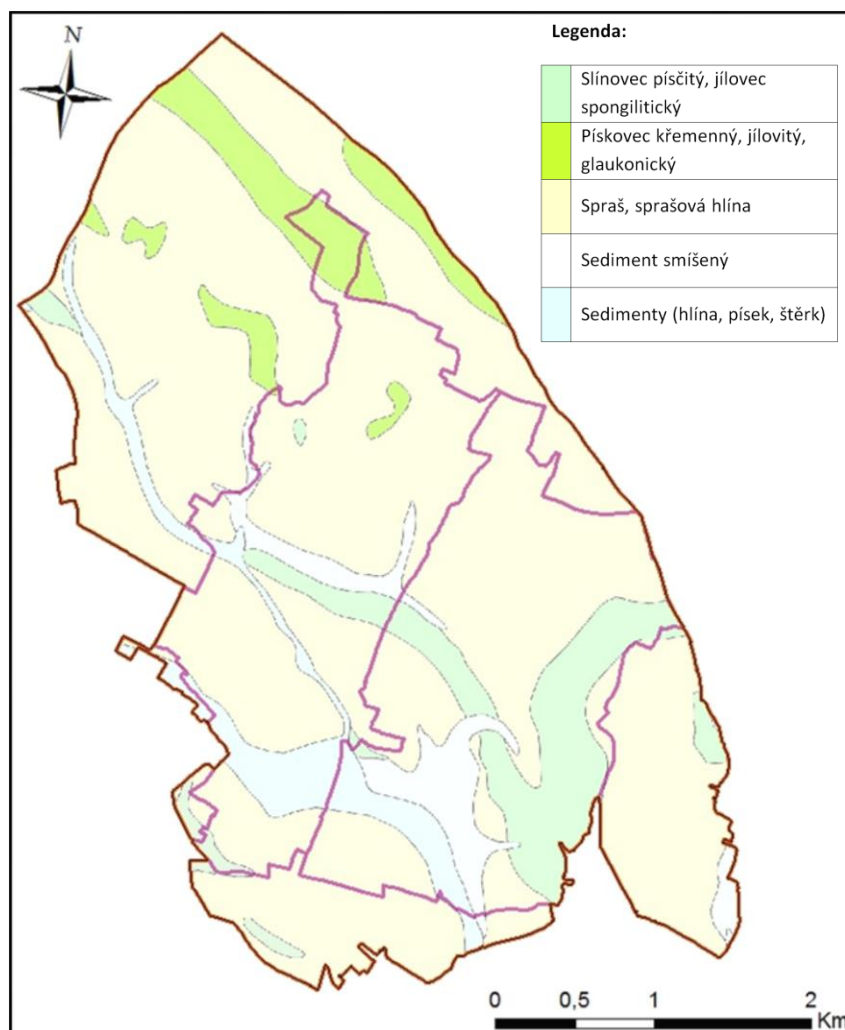 N
Legenda:
Slínovec písčitý, jílovec
spongilitický
Pískovec křemenný, jílovitý,
glaukonický
Spraš, sprašová hlína
Sediment smíšený
Sedimenty (hlína, písek, štěrk)
0 0,5 1 2
Km